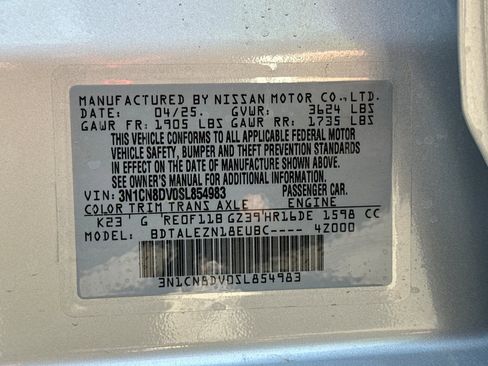 MANUFACTURED BY NISSAN MOTOR CO.,LTD.
DATE: 04/25. GVWR: 3624 LBS
GAWR FR: 1905 LBS GAWR RR: 1735 LBS
THIS VEHICLE CONFORMS TO ALL APPLICABLE FEDERAL MOTOR
VEHICLE SAFETY, BUMPER AND THEFT PREVENTION STANDARDS
IN EFFECT ON THE DATE OF MANUFACTURE SHOWN ABOVE.
SEE OWNER'S MANUAL FOR ADDITIONAL INFORMATION.
VIN: 3N1CN8DV0SL854983 PASSENGER CAR.
COLOR TRIM TRANS AXLE ENGINE
K23 G RE0F11B GZ39 HR16DE 1598 CC
BDTALEZN18EUBC---- 4Z000
3N1CN8DV0SL854983